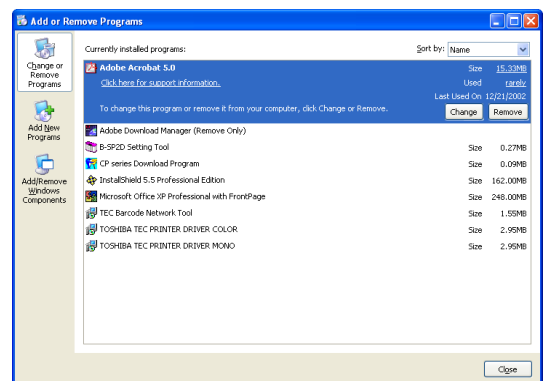 Add or Remove Programs
Change or
Remove
Programs
Add New
Programs
Add/Remove
Windows
Components
Currently installed programs:
Sort by: Name
Adobe Acrobat 5.0 Size 15.33MB
Click here for support information. Used rarely
Last Used On 12/21/2002
To change this program or remove it from your computer, click Change or Remove. Change Remove
Adobe Download Manager (Remove Only)
B-SP2D Setting Tool Size 0.27MB
CP series Download Program Size 0.09MB
InstallShield 5.5 Professional Edition Size 162.00MB
Microsoft Office XP Professional with FrontPage Size 248.00MB
TEC Barcode Network Tool Size 1.55MB
TOSHIBA TEC PRINTER DRIVER COLOR Size 2.95MB
TOSHIBA TEC PRINTER DRIVER MONO Size 2.95MB
Close